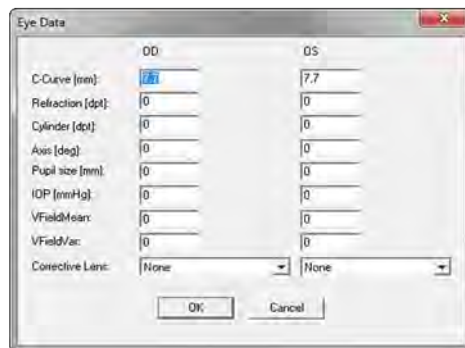 Eye Data
OD OS
C-Curve [mm]: 7.7 7.7
Refraction [dpt]: 0 0
Cylinder [dpt]: 0 0
Axis [deg]: 0 0
Pupil size [mm]: 0 0
IOP [mmHg]: 0 0
VFieldMean: 0 0
VFieldVar: 0 0
Corrective Lens: None None
OK Cancel